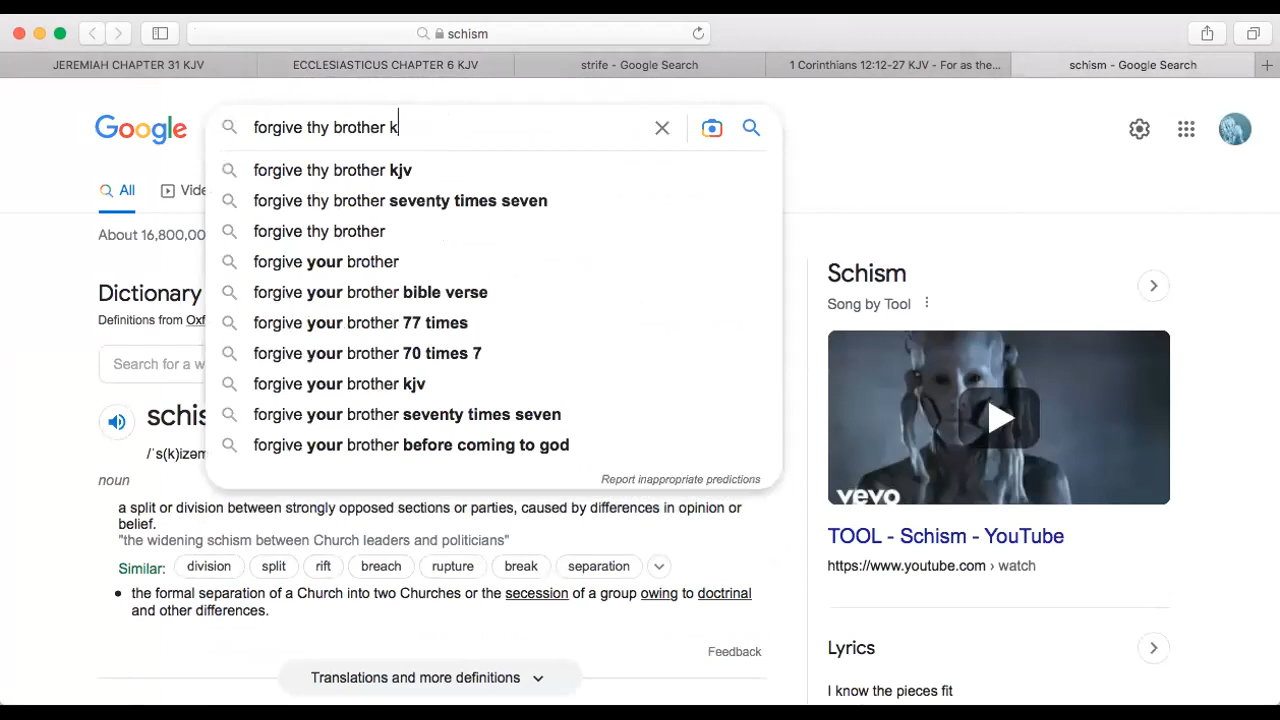 schism
JEREMIAH CHAPTER 31 KJV
ECCLESIASTICUS CHAPTER 6 KJV
strife - Google Search
1 Corinthians 12:12-27 KJV - For as the...
schism - Google Search
Google
forgive thy brother k
forgive thy brother kjv
forgive thy brother seventy times seven
forgive thy brother
forgive your brother
forgive your brother bible verse
forgive your brother 77 times
forgive your brother 70 times 7
forgive your brother kjv
forgive your brother seventy times seven
forgive your brother before coming to god
Report inappropriate predictions
All
Vide
About 16,800,00
Dictionary
Definitions from Oxf
Search for a w
schis
/ˈs(k)izəm
noun
a split or division between strongly opposed sections or parties, caused by differences in opinion or
belief.
"the widening schism between Church leaders and politicians"
Similar:
division
split
rift
breach
rupture
break
separation
the formal separation of a Church into two Churches or the secession of a group owing to doctrinal
and other differences.
Feedback
Translations and more definitions
Schism
Song by Tool
vevo
TOOL - Schism - YouTube
https://www.youtube.com › watch
Lyrics
I know the pieces fit